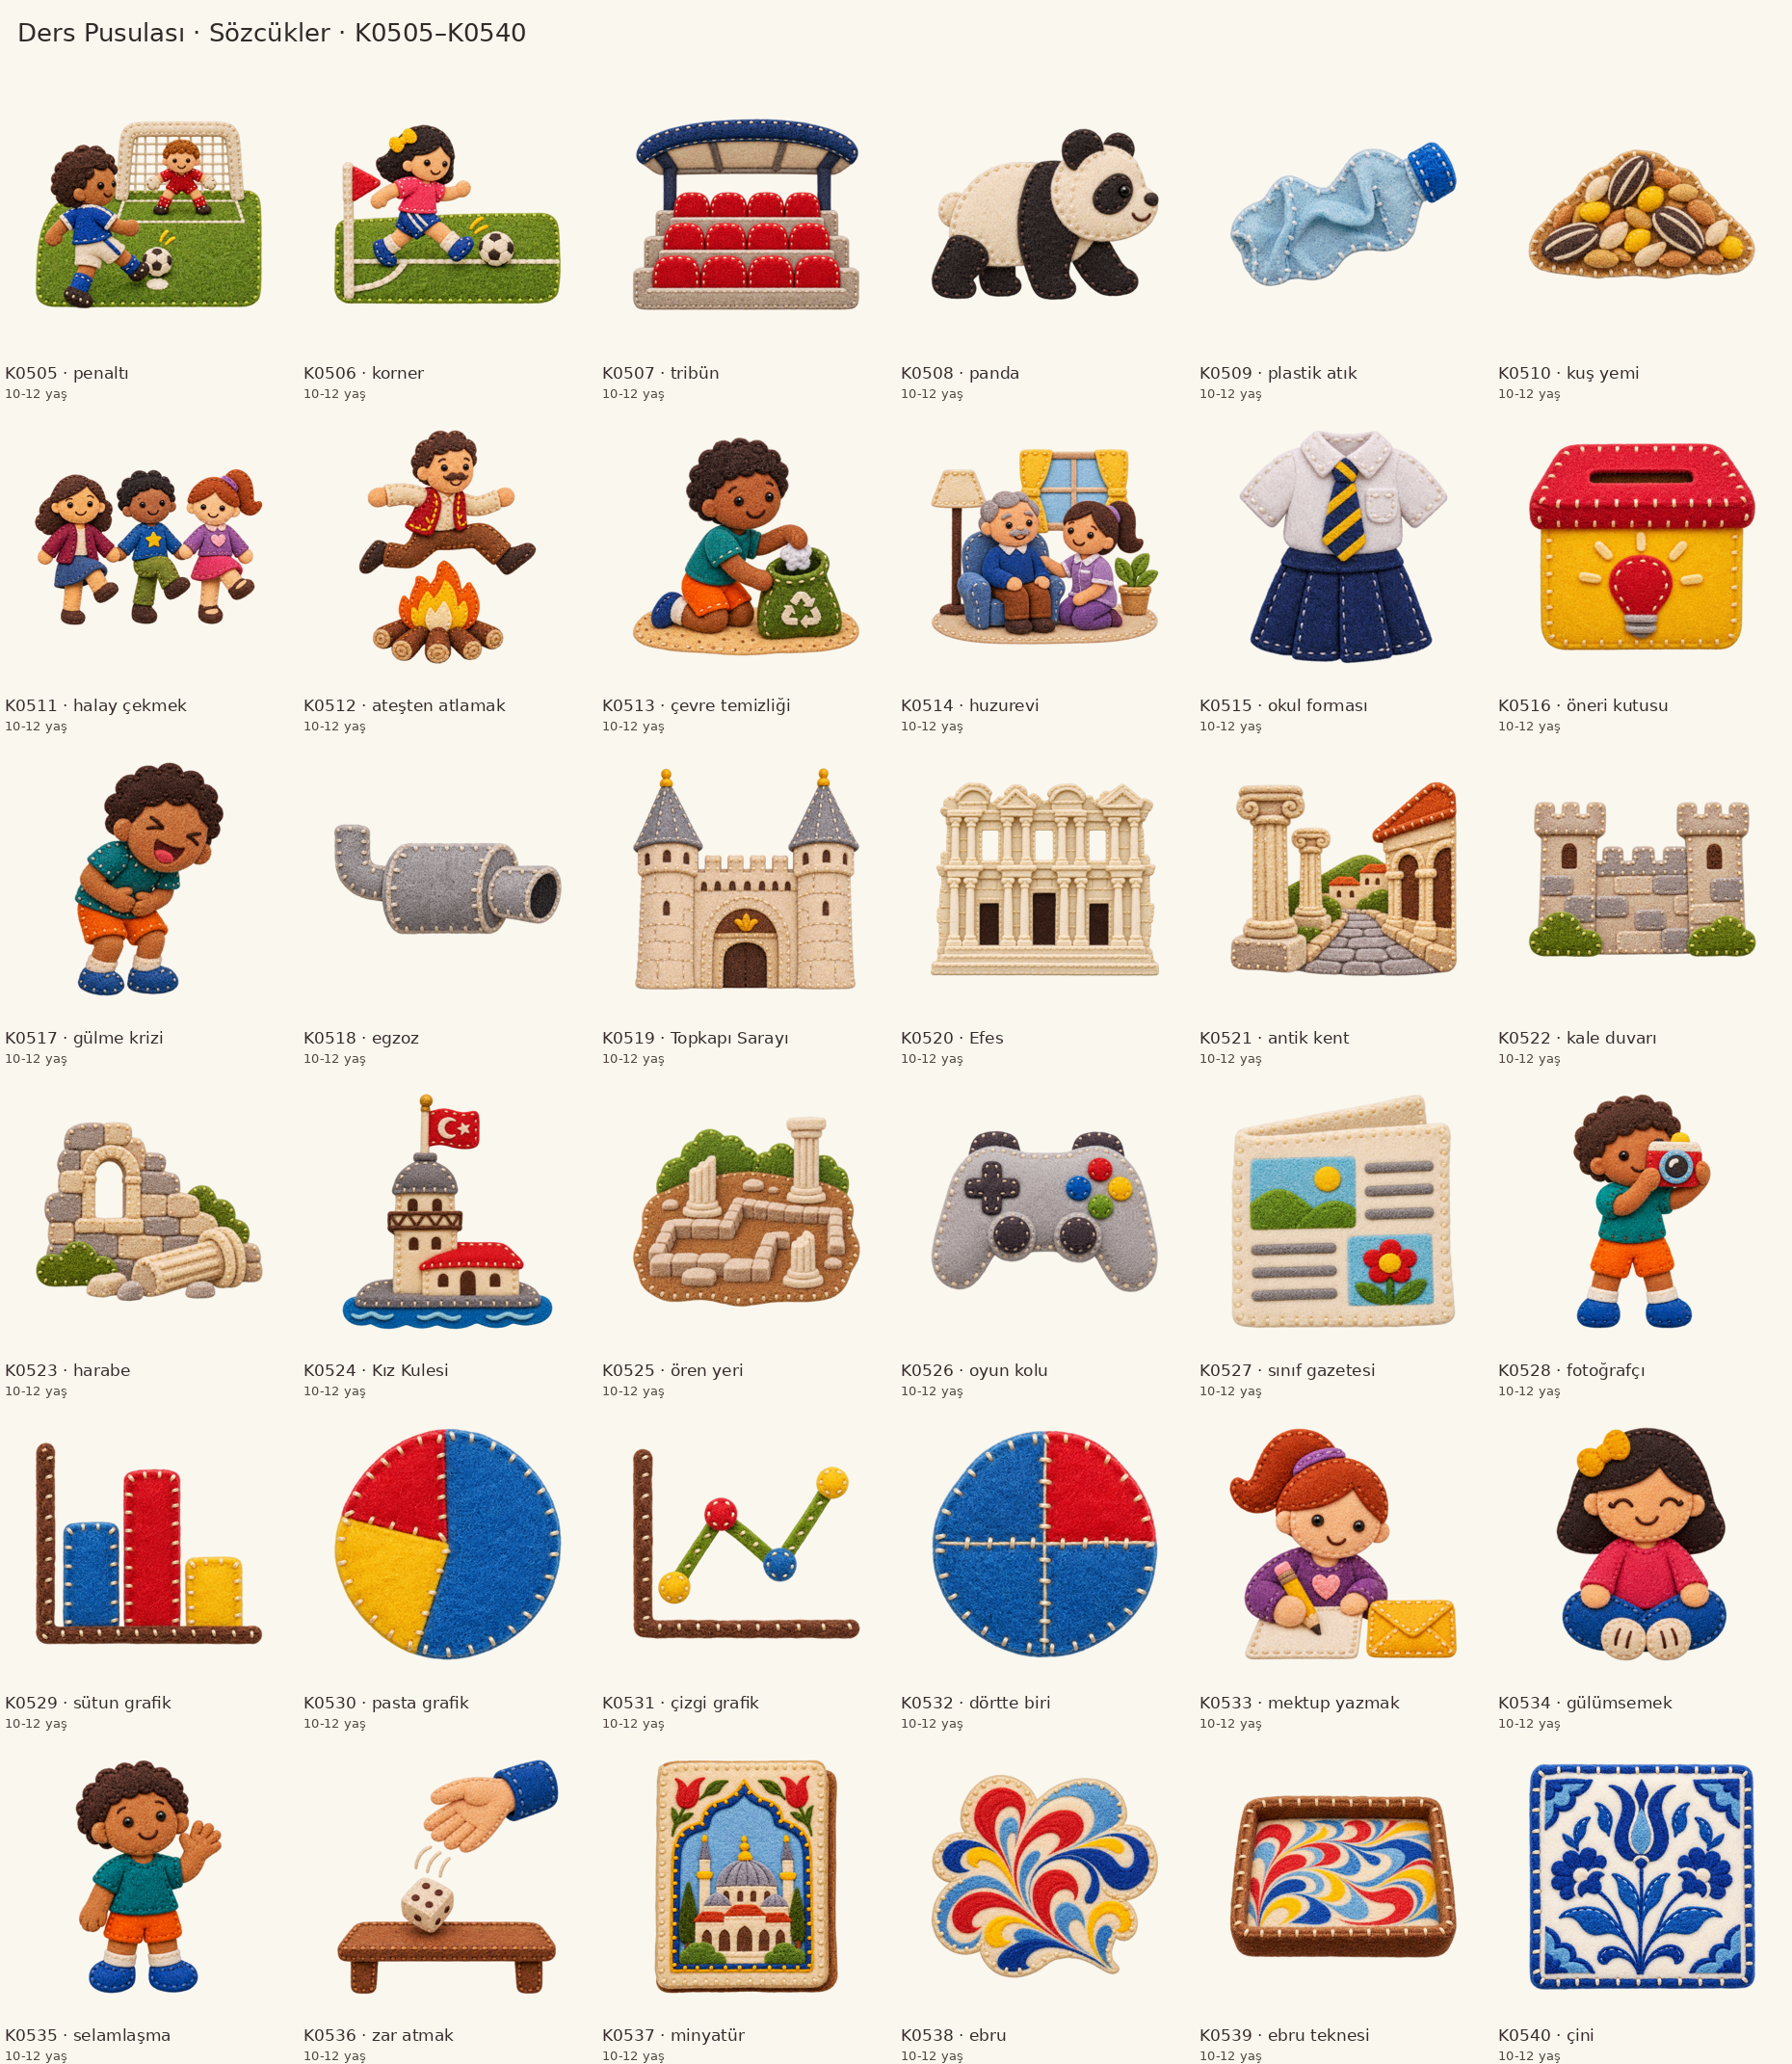 Ders Pusulası · Sözcükler · K0505–K0540
K0505 · penaltı
10-12 yaş
K0506 · korner
10-12 yaş
K0507 · tribün
10-12 yaş
K0508 · panda
10-12 yaş
K0509 · plastik atık
10-12 yaş
K0510 · kuş yemi
10-12 yaş
K0511 · halay çekmek
10-12 yaş
K0512 · ateşten atlamak
10-12 yaş
K0513 · çevre temizliği
10-12 yaş
K0514 · huzurevi
10-12 yaş
K0515 · okul forması
10-12 yaş
K0516 · öneri kutusu
10-12 yaş
K0517 · gülme krizi
10-12 yaş
K0518 · egzoz
10-12 yaş
K0519 · Topkapı Sarayı
10-12 yaş
K0520 · Efes
10-12 yaş
K0521 · antik kent
10-12 yaş
K0522 · kale duvarı
10-12 yaş
K0523 · harabe
10-12 yaş
K0524 · Kız Kulesi
10-12 yaş
K0525 · ören yeri
10-12 yaş
K0526 · oyun kolu
10-12 yaş
K0527 · sınıf gazetesi
10-12 yaş
K0528 · fotoğrafçı
10-12 yaş
K0529 · sütun grafik
10-12 yaş
K0530 · pasta grafik
10-12 yaş
K0531 · çizgi grafik
10-12 yaş
K0532 · dörtte biri
10-12 yaş
K0533 · mektup yazmak
10-12 yaş
K0534 · gülümsemek
10-12 yaş
K0535 · selamlaşma
10-12 yaş
K0536 · zar atmak
10-12 yaş
K0537 · minyatür
10-12 yaş
K0538 · ebru
10-12 yaş
K0539 · ebru teknesi
10-12 yaş
K0540 · çini
10-12 yaş